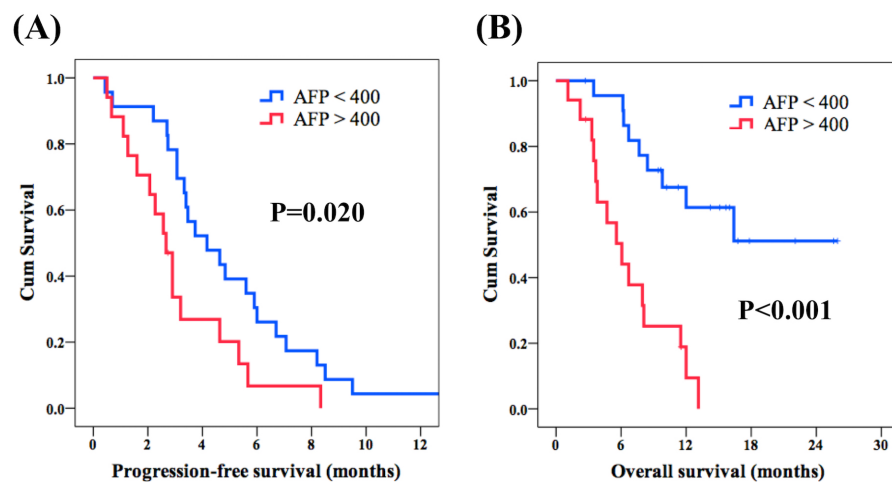 (A)
Cum Survival
1.0
0.8
0.6
0.4
0.2
0.0
AFP < 400
AFP > 400
P=0.020
0 2 4 6 8 10 12
Progression-free survival (months)
(B)
Cum Survival
1.0
0.8
0.6
0.4
0.2
0.0
AFP < 400
AFP > 400
P<0.001
0 6 12 18 24 30
Overall survival (months)